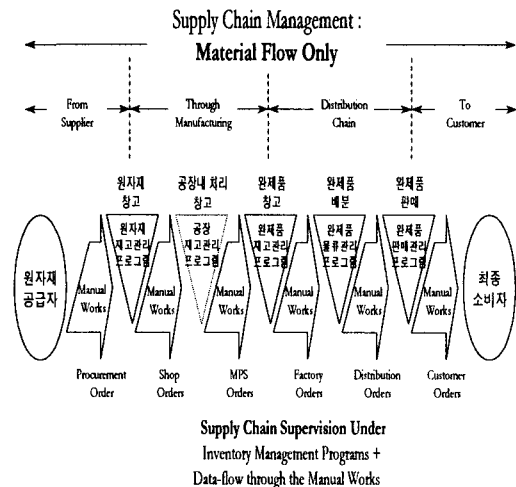 Supply Chain Management :
Material Flow Only
From
Supplier
Through
Manufacturing
Distribution
Chain
To
Customer
원자재
창고
공장내 처리
창고
완제품
창고
완제품
배분
완제품
판매
원자재
공급자
Manual
Works
원자재
재고관리
프로그램
Manual
Works
공장
재고관리
프로그램
Manual
Works
완제품
재고관리
프로그램
Manual
Works
완제품
물류관리
프로그램
Manual
Works
완제품
판매관리
프로그램
Manual
Works
최종
소비자
Procurement
Order
Shop
Orders
MPS
Orders
Factory
Orders
Distribution
Orders
Customer
Orders
Supply Chain Supervision Under
Inventory Management Programs +
Data-flow through the Manual Works